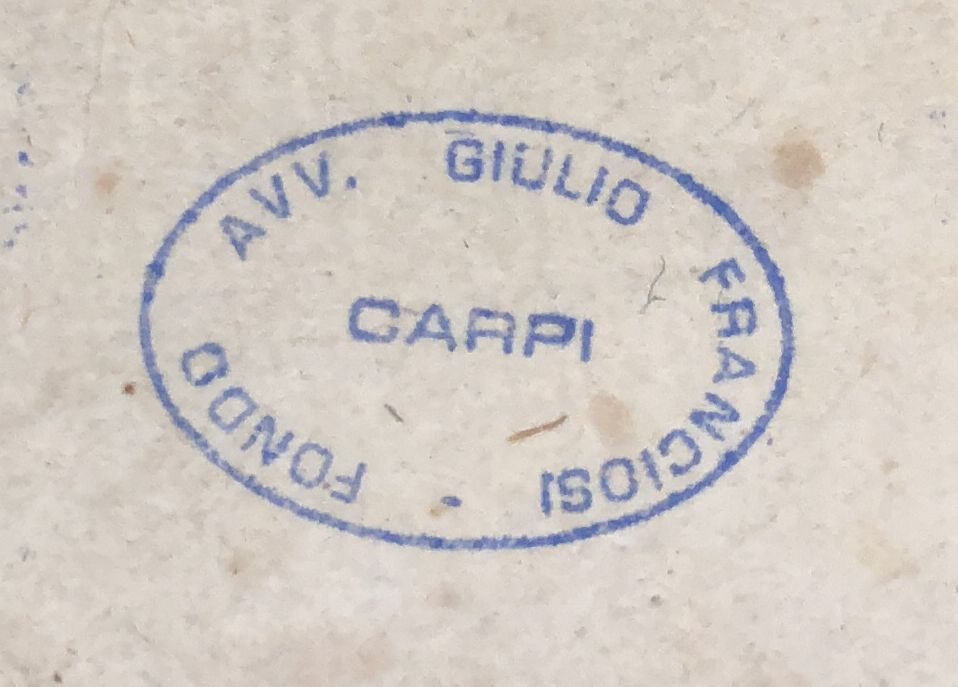 FONDO AVV. GIULIO FRANCIOSI -
CARPI